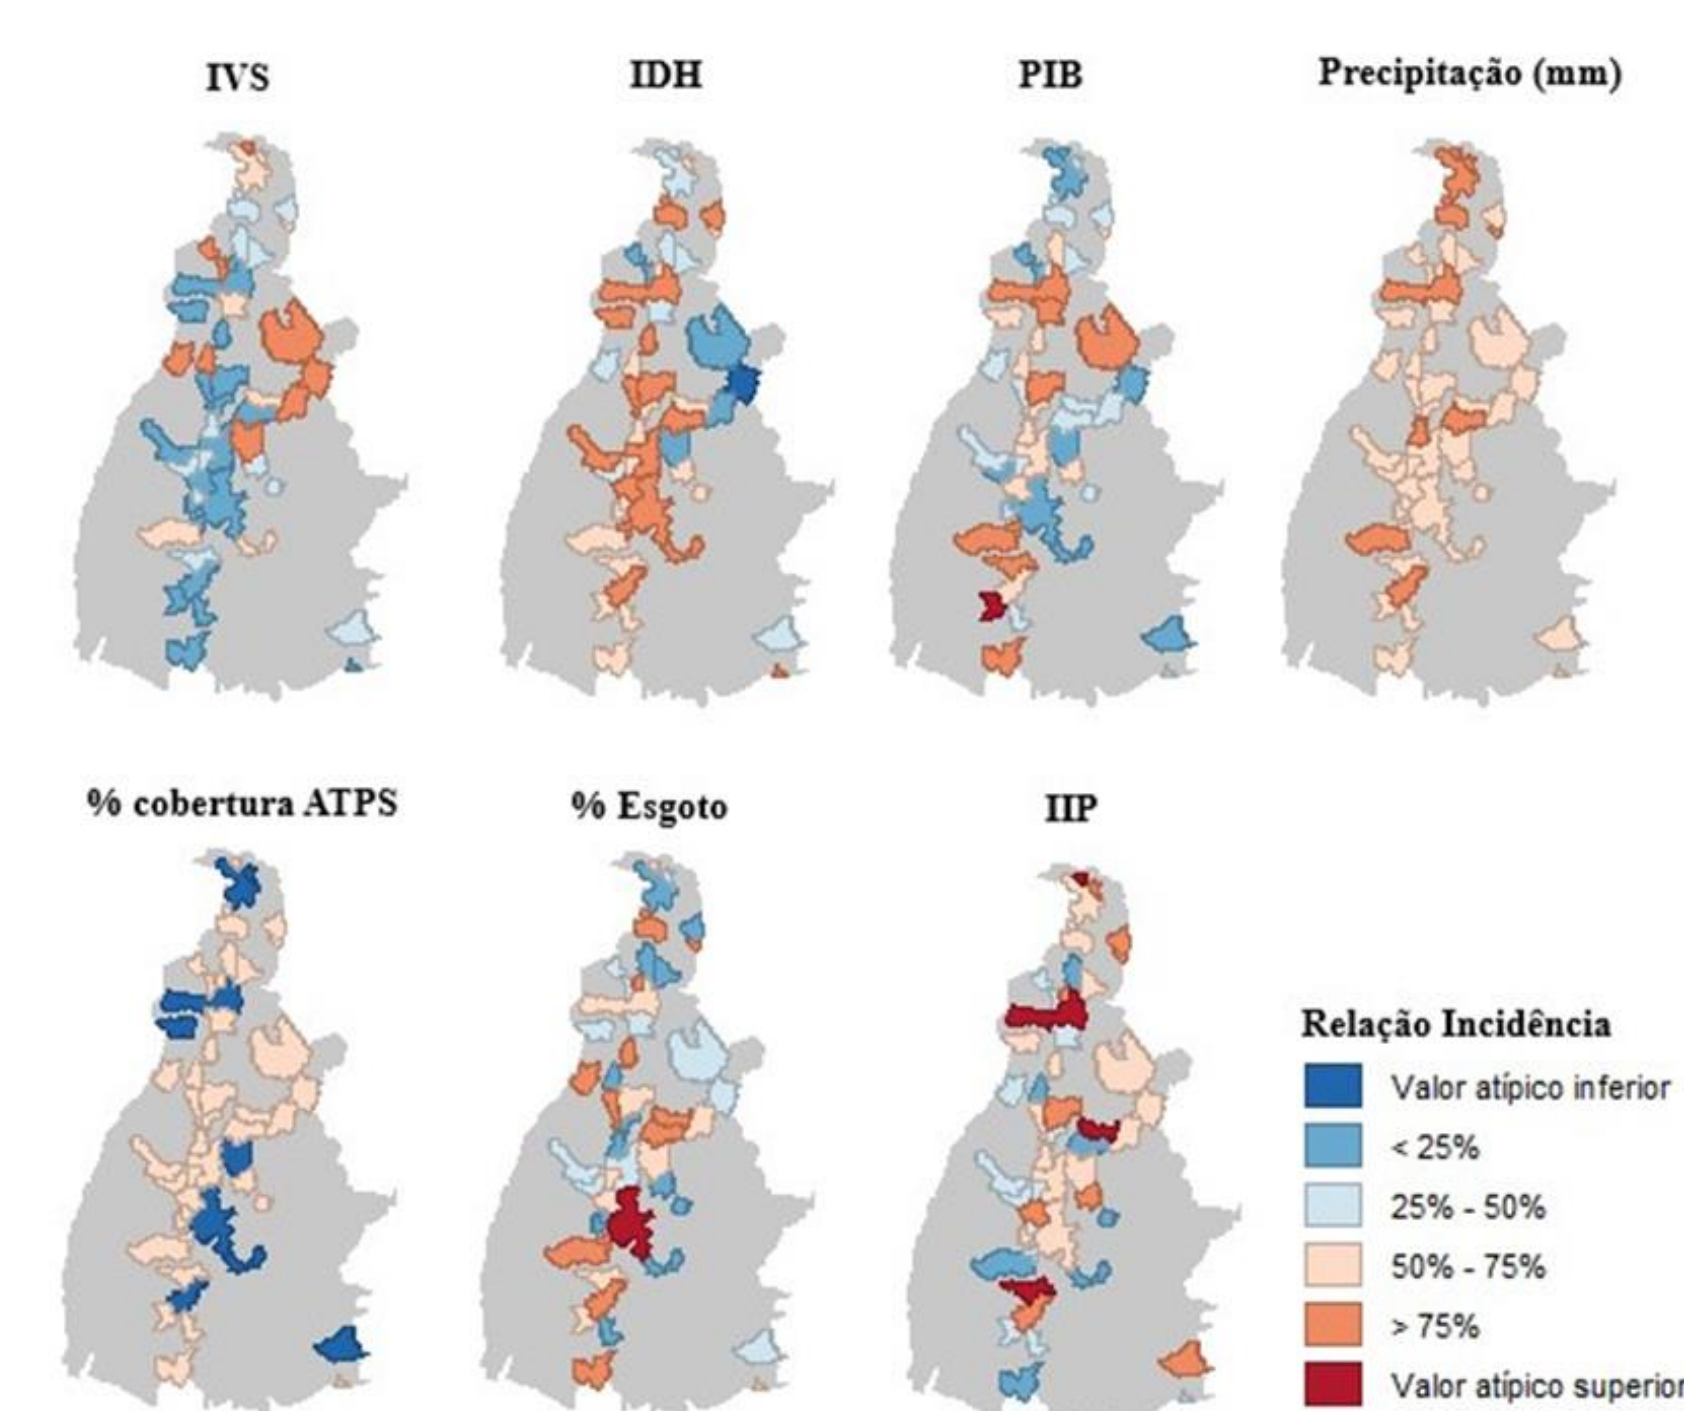 IVS
IDH
PIB
Precipitação (mm)
% cobertura ATPS
% Esgoto
IIP
Relação Incidência
Valor atípico inferior
< 25%
25% - 50%
50% - 75%
> 75%
Valor atípico superior